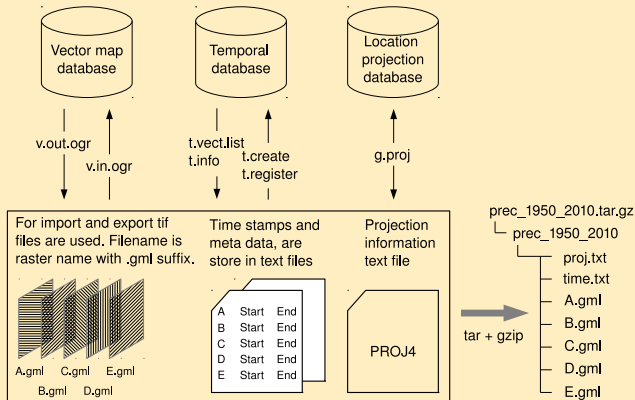 Vector map
database
Temporal
database
Location
projection
database
v.out.ogr
v.in.ogr
t.vect.list
t.info
t.create
t.register
g.proj
For import and export tif
files are used. Filename is
raster name with .gml suffix.
A.gml
C.gml
E.gml
B.gml
D.gml
Time stamps and
meta data, are
store in text files
A Start End
B Start End
C Start End
D Start End
E Start End
Projection
information
text file
PROJ4
tar + gzip
prec_1950_2010.tar.gz
prec_1950_2010
proj.txt
time.txt
A.gml
B.gml
C.gml
D.gml
E.gml